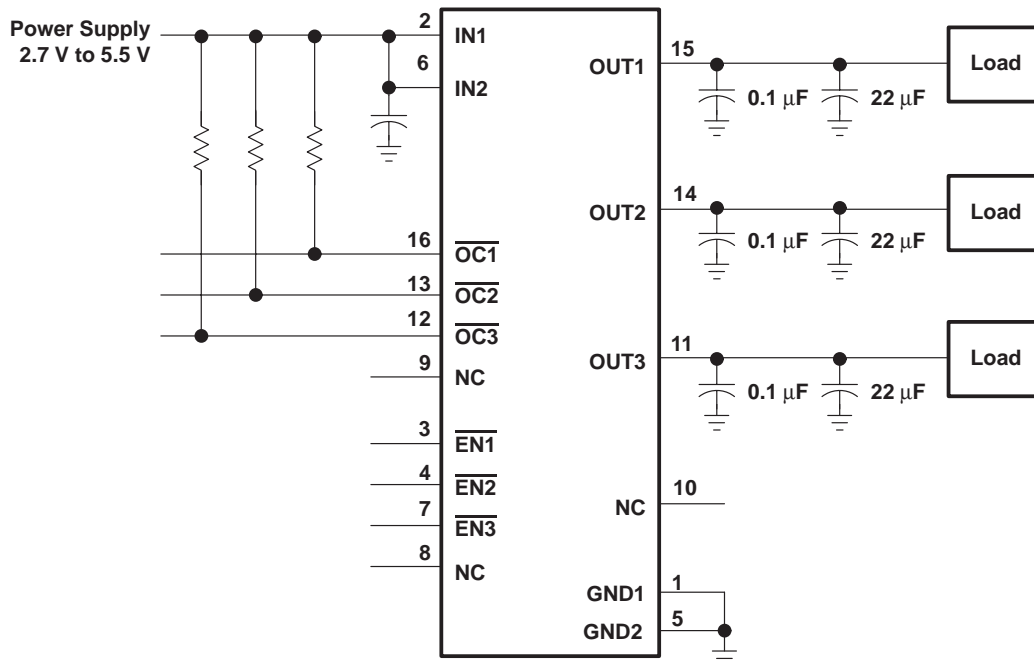 Power Supply
2.7 V to 5.5 V
2
IN1
6
IN2
15
OUT1
0.1 μF
22 μF
Load
14
OUT2
0.1 μF
22 μF
Load
16
OC1
13
OC2
12
OC3
11
OUT3
0.1 μF
22 μF
Load
9
NC
3
EN1
4
EN2
7
EN3
8
NC
10
NC
1
GND1
5
GND2